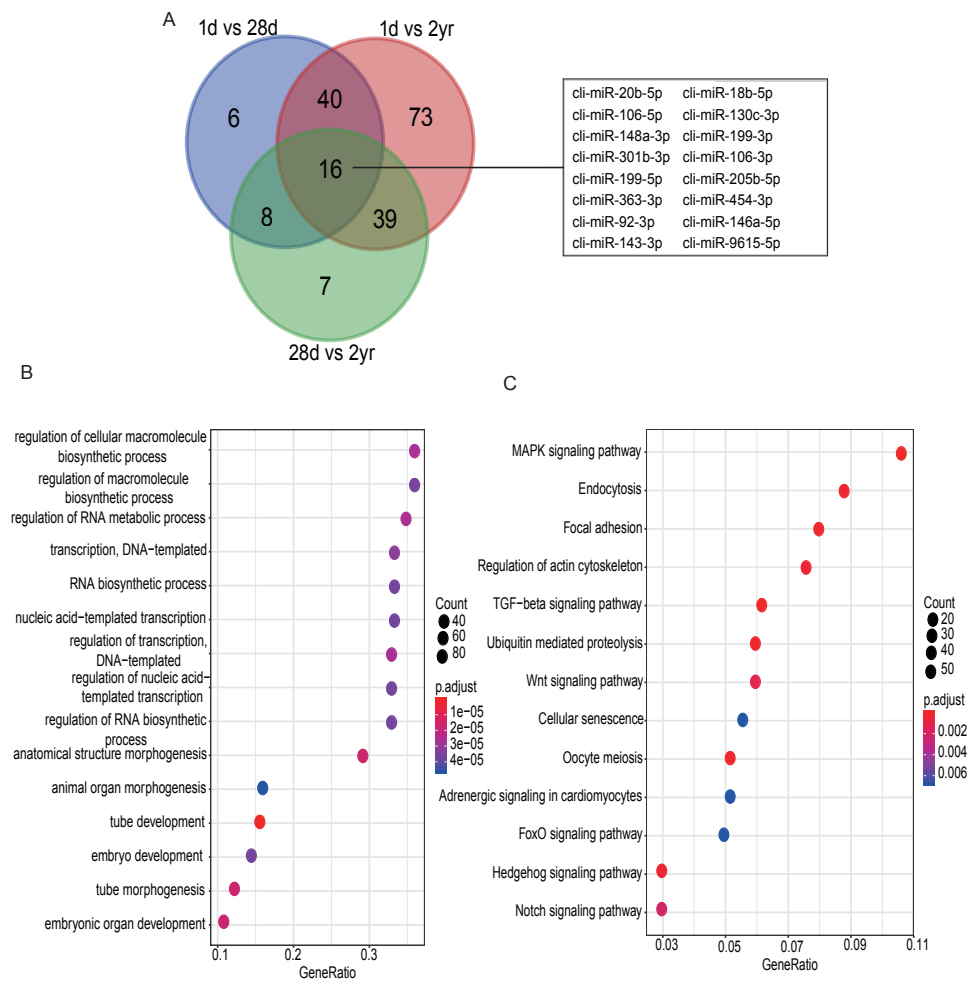 A
1d vs 28d
1d vs 2yr
6
40
73
16
8
39
7
28d vs 2yr
cli-miR-20b-5p cli-miR-18b-5p
cli-miR-106-5p cli-miR-130c-3p
cli-miR-148a-3p cli-miR-199-3p
cli-miR-301b-3p cli-miR-106-3p
cli-miR-199-5p cli-miR-205b-5p
cli-miR-363-3p cli-miR-454-3p
cli-miR-92-3p cli-miR-146a-5p
cli-miR-143-3p cli-miR-9615-5p
B
regulation of cellular macromolecule
biosynthetic process
regulation of macromolecule
biosynthetic process
regulation of RNA metabolic process
transcription, DNA−templated
RNA biosynthetic process
nucleic acid−templated transcription
regulation of transcription,
DNA−templated
regulation of nucleic acid−
templated transcription
regulation of RNA biosynthetic
process
anatomical structure morphogenesis
animal organ morphogenesis
tube development
embryo development
tube morphogenesis
embryonic organ development
0.1 0.2 0.3
GeneRatio
Count
40
60
80
p.adjust
1e−05
2e−05
3e−05
4e−05
C
MAPK signaling pathway
Endocytosis
Focal adhesion
Regulation of actin cytoskeleton
TGF−beta signaling pathway
Ubiquitin mediated proteolysis
Wnt signaling pathway
Cellular senescence
Oocyte meiosis
Adrenergic signaling in cardiomyocytes
FoxO signaling pathway
Hedgehog signaling pathway
Notch signaling pathway
0.03 0.05 0.07 0.09 0.11
GeneRatio
Count
20
30
40
50
p.adjust
0.002
0.004
0.006